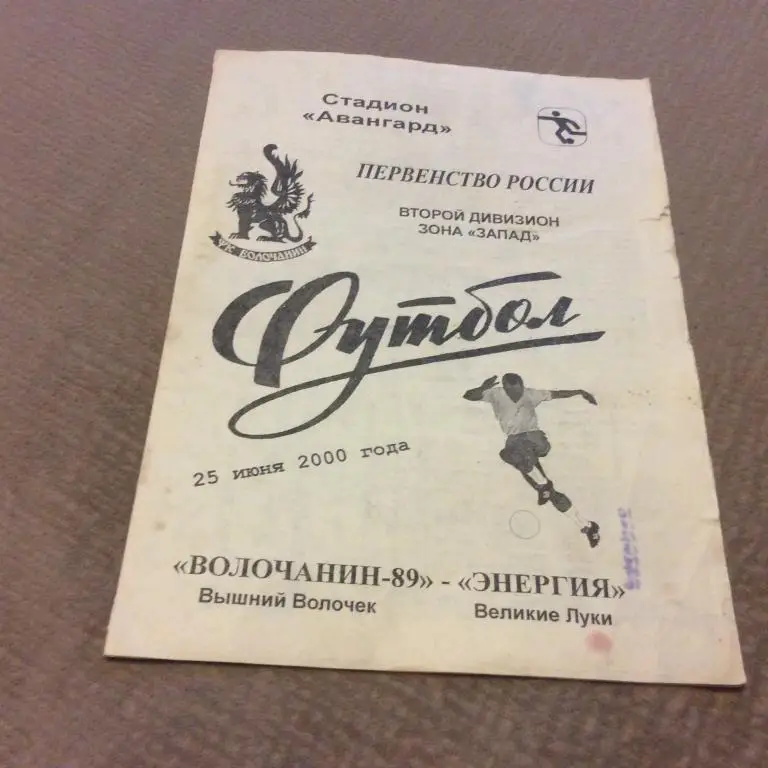 Стадион
«Авангард»
ПЕРВЕНСТВО РОССИИ
ВТОРОЙ ДИВИЗИОН
ЗОНА «ЗАПАД»
ФК ВОЛОЧАНИН
Футбол
25 июня 2000 года
«ВОЛОЧАНИН-89» - «ЭНЕРГИЯ»
Вышний Волочек Великие Луки